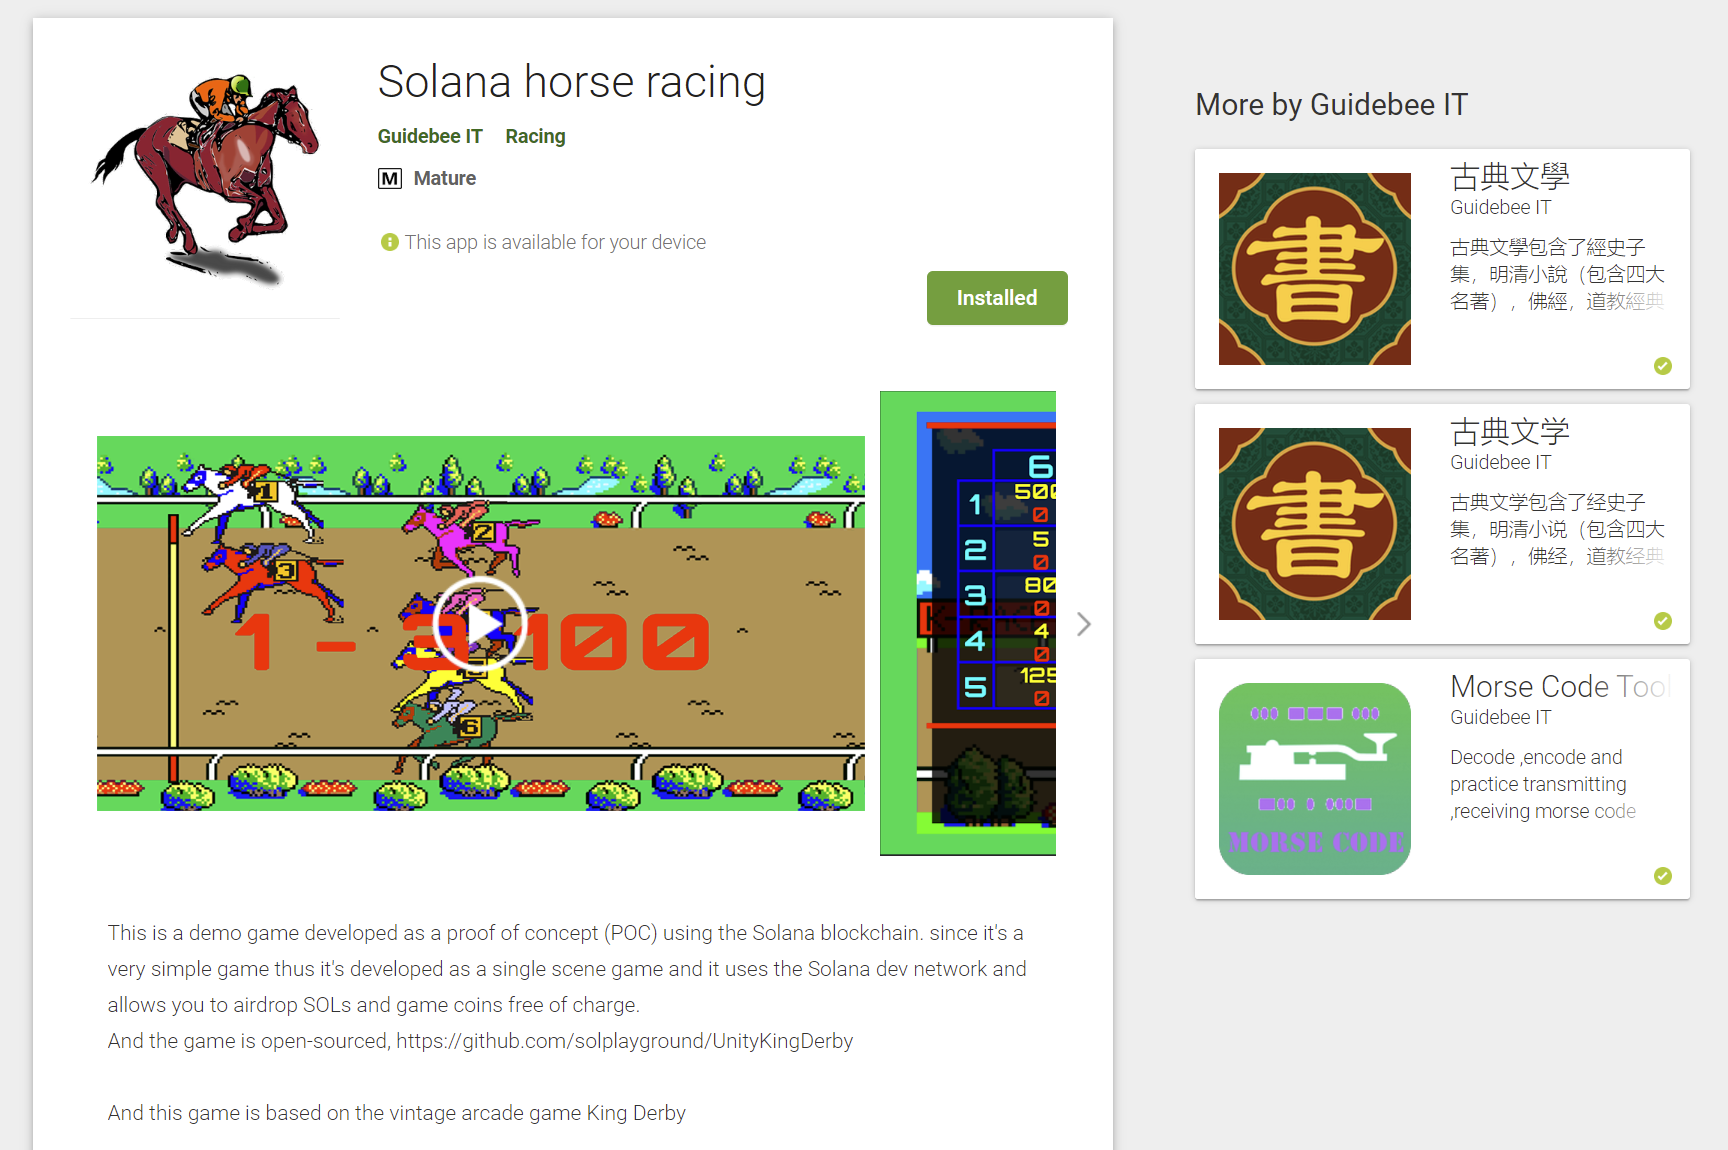 Solana horse racing
Guidebee IT Racing
M Mature
This app is available for your device
Installed
1
2
3
6
1 - 3 100
6
1 500
0
2 5
0
3 80
0
4 4
0
5 125
0
This is a demo game developed as a proof of concept (POC) using the Solana blockchain. since it's a
very simple game thus it's developed as a single scene game and it uses the Solana dev network and
allows you to airdrop SOLs and game coins free of charge.
And the game is open-sourced, https://github.com/solplayground/UnityKingDerby
And this game is based on the vintage arcade game King Derby
More by Guidebee IT
書
古典文學
Guidebee IT
古典文學包含了經史子
集，明清小說（包含四大
名著），佛經，道教經典
書
古典文学
Guidebee IT
古典文学包含了经史子
集，明清小说（包含四大
名著），佛经，道教经典
MORSE CODE
Morse Code Tool
Guidebee IT
Decode ,encode and
practice transmitting
,receiving morse code